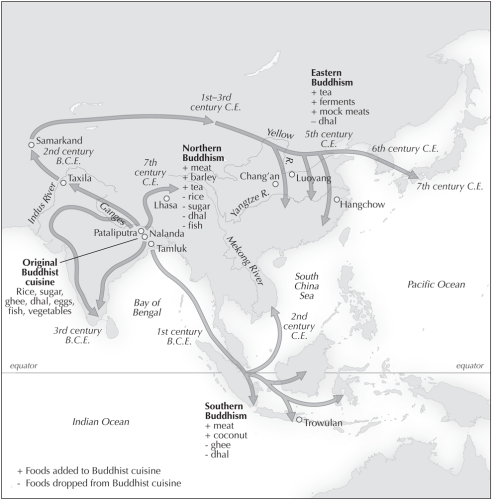 Eastern
Buddhism
+ tea
+ ferments
+ mock meats
– dhal
1st–3rd
century
C.E.
Yellow
R.
5th century
C.E.
6th century C.E.
7th century C.E.
Samarkand
2nd century
B.C.E.
Taxila
Indus River
Northern
Buddhism
+ meat
+ barley
+ tea
- rice
- sugar
- dhal
- fish
7th
century
C.E.
Lhasa
Chang'an
Luoyang
Yangtze R.
Hangchow
Ganges
Pataliputra
Nalanda
Tamluk
Mekong River
Original
Buddhist
cuisine
Rice, sugar,
ghee, dhal, eggs,
fish, vegetables
South
China
Sea
Pacific Ocean
Bay of
Bengal
3rd century
B.C.E.
1st century
B.C.E.
2nd
century
C.E.
equator
equator
Southern
Buddhism
+ meat
+ coconut
- ghee
- dhal
Trowulan
Indian Ocean
+ Foods added to Buddhist cuisine
- Foods dropped from Buddhist cuisine